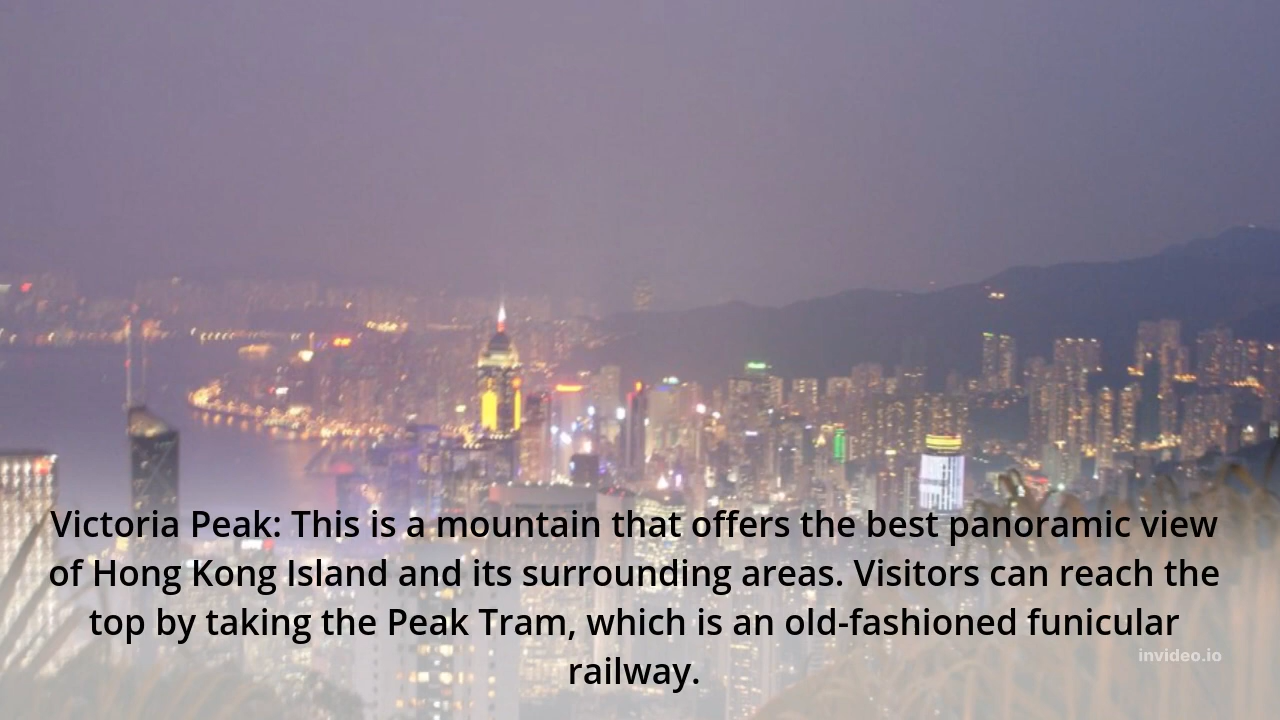 Victoria Peak: This is a mountain that offers the best panoramic view
of Hong Kong Island and its surrounding areas. Visitors can reach the
top by taking the Peak Tram, which is an old-fashioned funicular
railway.
invideo.io